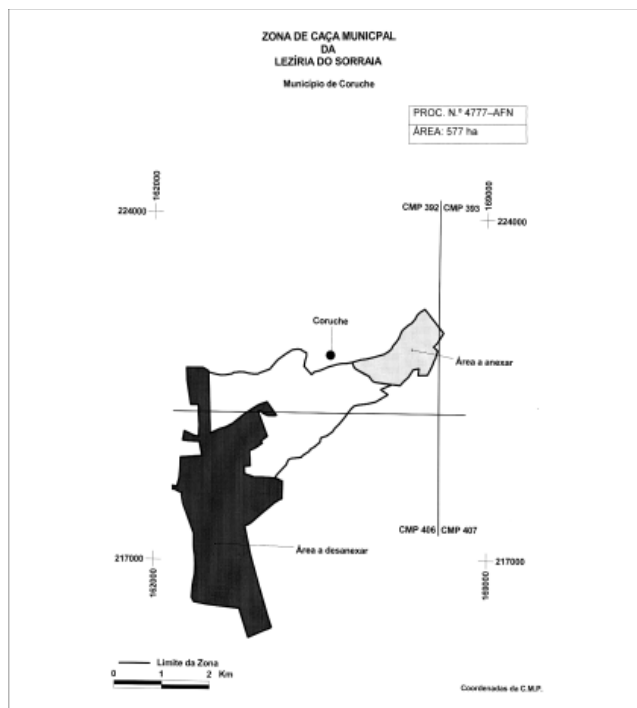 ZONA DE CAÇA MUNICPAL
DA
LEZÍRIA DO SORRAIA
Município de Coruche
PROC. N.º 4777–AFN
ÁREA: 577 ha
162000
169000
224000
CMP 392
CMP 393
224000
Coruche
Área a anexar
CMP 406
CMP 407
Área a desanexar
217000
162000
169000
217000
Limite da Zona
0 1 2 Km
Coordenadas da C.M.P.